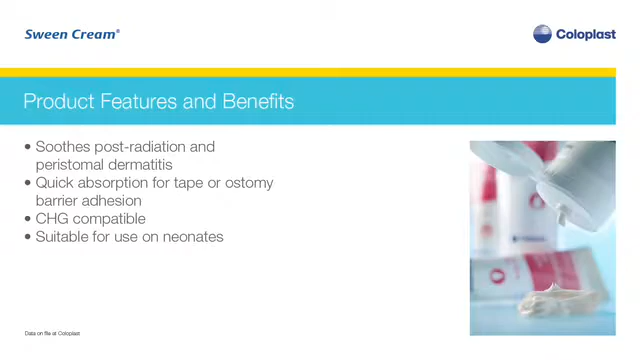 Sween Cream®
Coloplast
Product Features and Benefits
• Soothes post-radiation and
peristomal dermatitis
• Quick absorption for tape or ostomy
barrier adhesion
• CHG compatible
• Suitable for use on neonates
Data on file at Coloplast